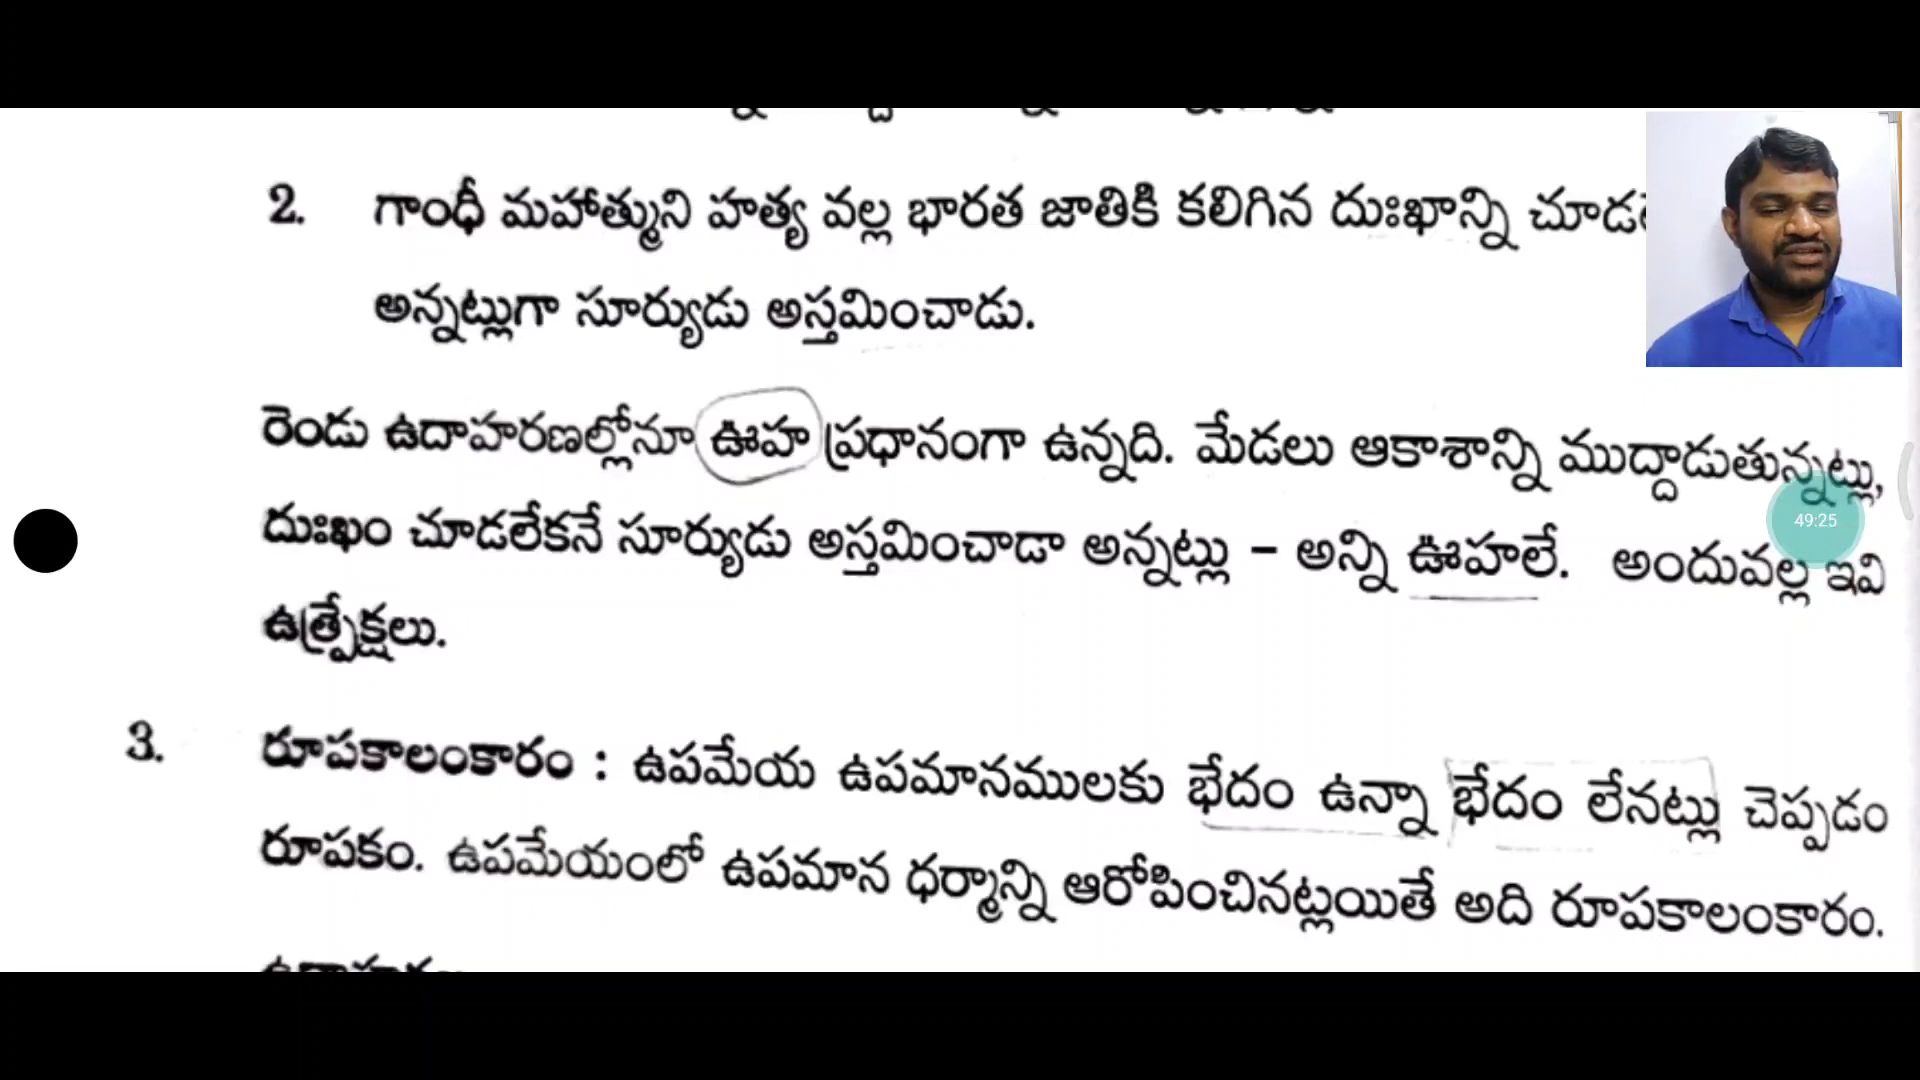 2. గాంధీ మహాత్ముని హత్య వల్ల భారత జాతికి కలిగిన దుఃఖాన్ని
అన్నట్లుగా సూర్యుడు అస్తమించాడు.
రెండు ఉదాహరణల్లోనూ ఊహ ప్రధానంగా ఉన్నది. మేడలు ఆకాశాన్ని ముద్దాడుతున్నట్లు,
49:25
దుఃఖం చూడలేకనే సూర్యుడు అస్తమించాడా అన్నట్లు – అన్ని ఊహలే. అందువల్ల ఇవి
ఉత్ప్రేక్షలు.
3. రూపకాలంకారం : ఉపమేయ ఉపమానములకు భేదం ఉన్నా భేదం లేనట్లు చెప్పడం
రూపకం. ఉపమేయంలో ఉపమాన ధర్మాన్ని ఆరోపించినట్లయితే అది రూపకాలంకారం.